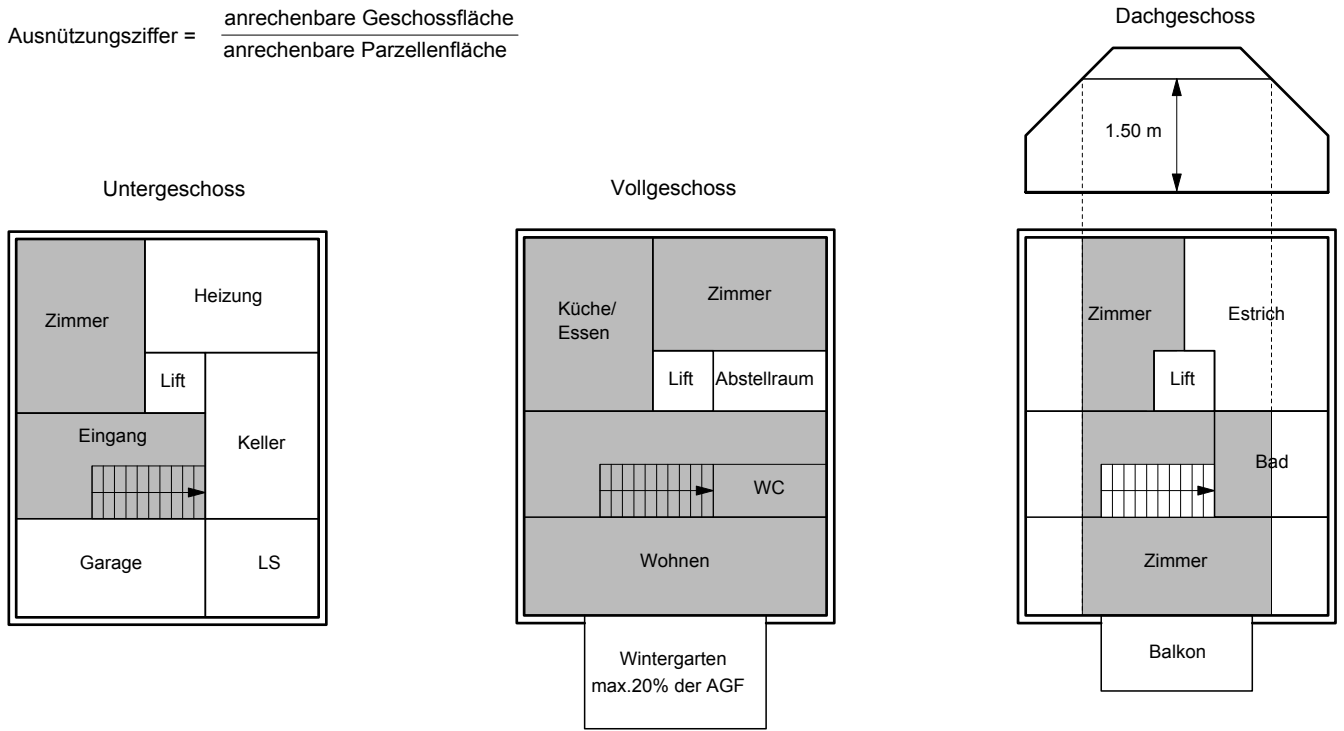 Ausnützungsziffer =
anrechenbare Geschossfläche
anrechenbare Parzellenfläche
Dachgeschoss
1.50 m
Untergeschoss
Vollgeschoss
Zimmer
Heizung
Lift
Eingang
Keller
Garage
LS
Küche/
Essen
Zimmer
Lift
Abstellraum
WC
Wohnen
Wintergarten
max.20% der AGF
Zimmer
Estrich
Lift
Bad
Zimmer
Balkon